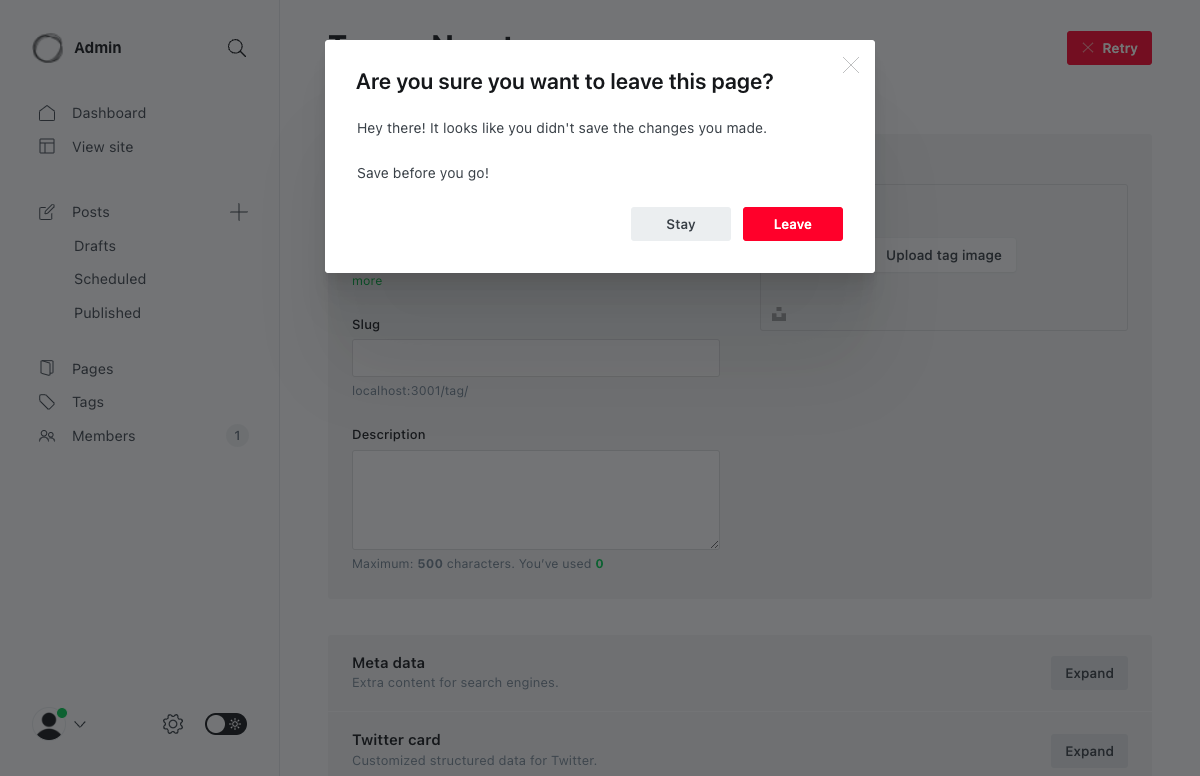 Admin
Retry
Are you sure you want to leave this page?
Hey there! It looks like you didn't save the changes you made.
Save before you go!
Stay
Leave
Dashboard
View site
Posts
Drafts
Scheduled
Published
Pages
Tags
Members
1
Upload tag image
more
Slug
localhost:3001/tag/
Description
Maximum: 500 characters. You've used 0
Meta data
Extra content for search engines.
Expand
Twitter card
Customized structured data for Twitter.
Expand